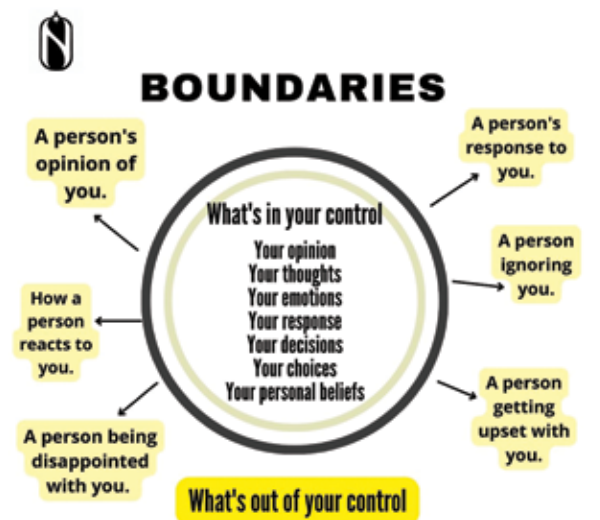 N
BOUNDARIES
A person's
opinion of
you.
How a
person
reacts to
you.
A person being
disappointed
with you.
What's in your control
Your opinion
Your thoughts
Your emotions
Your response
Your decisions
Your choices
Your personal beliefs
A person's
response to
you.
A person
ignoring
you.
A person
getting
upset with
you.
What's out of your control